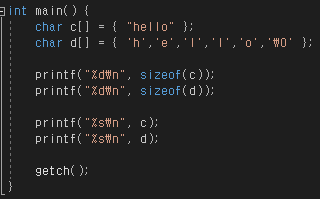 int main() {
char c[] = { "hello" };
char d[] = { 'h','e','l','l','o','₩0' };
printf("%d₩n", sizeof(c));
printf("%d₩n", sizeof(d));
printf("%s₩n", c);
printf("%s₩n", d);
getch();
}